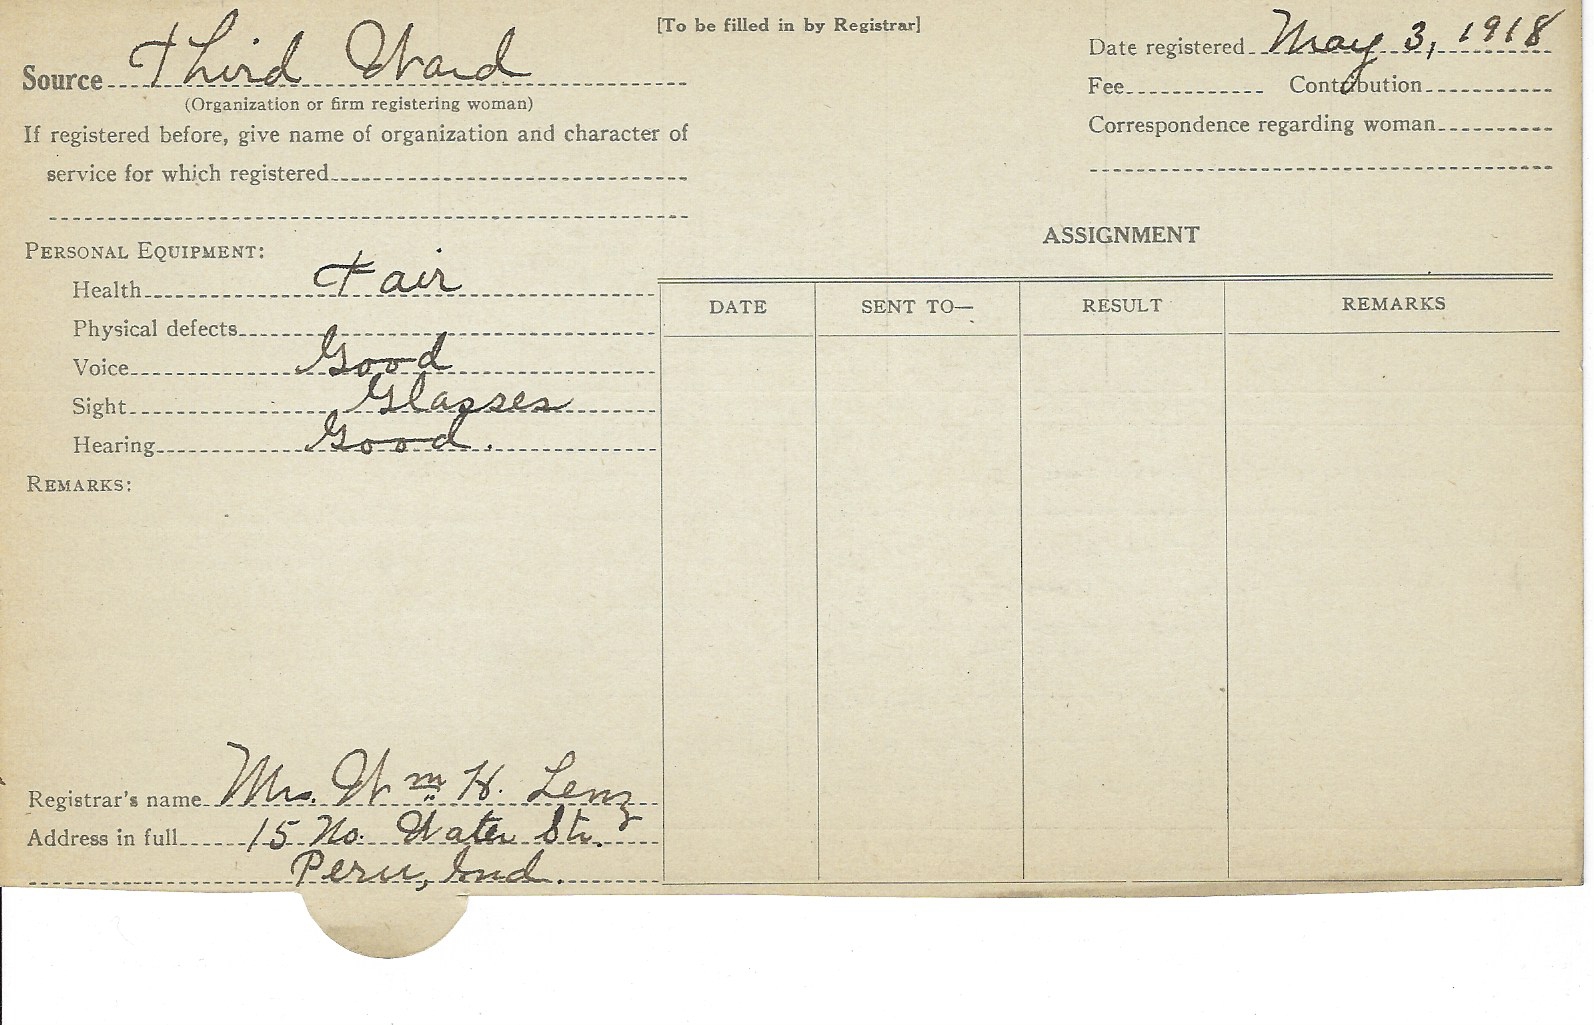 [To be filled in by Registrar]
Source Third Ward
(Organization or firm registering woman)
If registered before, give name of organization and character of
service for which registered
Date registered May 3, 1918
Fee Contribution
Correspondence regarding woman
PERSONAL EQUIPMENT:
Health Fair
Physical defects
Voice Good
Sight Glasses
Hearing Good.
REMARKS:
Registrar's name Mrs. Wm H. Lenz
Address in full 15 No. Water St.
Peru, Ind.
ASSIGNMENT
DATE SENT TO— RESULT REMARKS